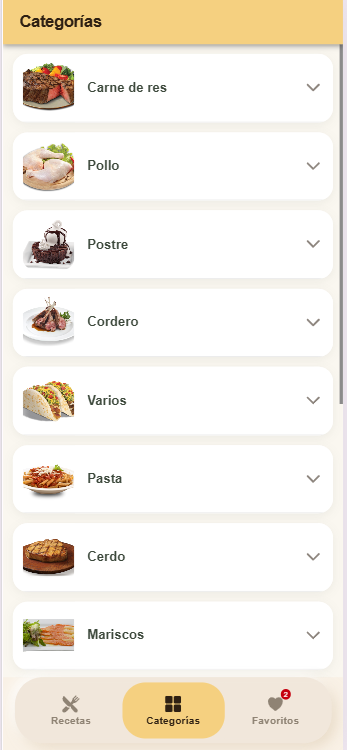 Categorías
Carne de res
Pollo
Postre
Cordero
Varios
Pasta
Cerdo
Mariscos
2
Recetas
Categorías
Favoritos